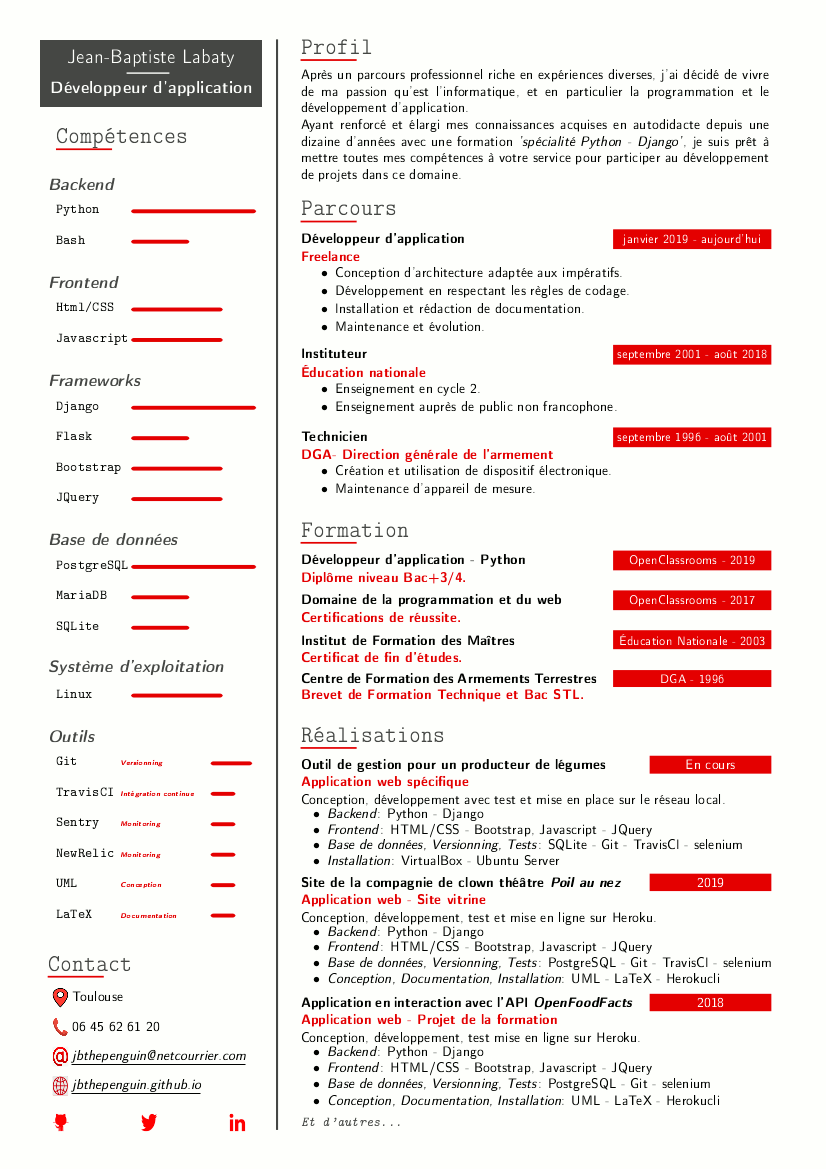 Jean-Baptiste Labaty
Développeur d'application
Compétences
Backend
Python
Bash
Frontend
Html/CSS
Javascript
Frameworks
Django
Flask
Bootstrap
JQuery
Base de données
PostgreSQL
MariaDB
SQLite
Système d'exploitation
Linux
Outils
Git Versionning
TravisCI Intégration continue
Sentry Monitoring
NewRelic Monitoring
UML Conception
LaTeX Documentation
Contact
Toulouse
06 45 62 61 20
jbthepenguin@netcourrier.com
jbthepenguin.github.io
Profil
Après un parcours professionnel riche en expériences diverses, j'ai décidé de vivre
de ma passion qu'est l'informatique, et en particulier la programmation et le
développement d'application.
Ayant renforcé et élargi mes connaissances acquises en autodidacte depuis une
dizaine d'années avec une formation 'spécialité Python - Django', je suis prêt à
mettre toutes mes compétences à votre service pour participer au développement
de projets dans ce domaine.
Parcours
Développeur d'application janvier 2019 - aujourd'hui
Freelance
• Conception d'architecture adaptée aux impératifs.
• Développement en respectant les règles de codage.
• Installation et rédaction de documentation.
• Maintenance et évolution.
Instituteur septembre 2001 - août 2018
Éducation nationale
• Enseignement en cycle 2.
• Enseignement auprès de public non francophone.
Technicien septembre 1996 - août 2001
DGA- Direction générale de l'armement
• Création et utilisation de dispositif électronique.
• Maintenance d'appareil de mesure.
Formation
Développeur d'application - Python OpenClassrooms - 2019
Diplôme niveau Bac+3/4.
Domaine de la programmation et du web OpenClassrooms - 2017
Certifications de réussite.
Institut de Formation des Maîtres Éducation Nationale - 2003
Certificat de fin d'études.
Centre de Formation des Armements Terrestres DGA - 1996
Brevet de Formation Technique et Bac STL.
Réalisations
Outil de gestion pour un producteur de légumes En cours
Application web spécifique
Conception, développement avec test et mise en place sur le réseau local.
• Backend: Python - Django
• Frontend: HTML/CSS - Bootstrap, Javascript - JQuery
• Base de données, Versionning, Tests: SQLite - Git - TravisCI - selenium
• Installation: VirtualBox - Ubuntu Server
Site de la compagnie de clown théâtre Poil au nez 2019
Application web - Site vitrine
Conception, développement, test et mise en ligne sur Heroku.
• Backend: Python - Django
• Frontend: HTML/CSS - Bootstrap, Javascript - JQuery
• Base de données, Versionning, Tests: PostgreSQL - Git - TravisCI - selenium
• Conception, Documentation, Installation: UML - LaTeX - Herokucli
Application en interaction avec l'API OpenFoodFacts 2018
Application web - Projet de la formation
Conception, développement, test mise en ligne sur Heroku.
• Backend: Python - Django
• Frontend: HTML/CSS - Bootstrap, Javascript - JQuery
• Base de données, Versionning, Tests: PostgreSQL - Git - selenium
• Conception, Documentation, Installation: UML - LaTeX - Herokucli
Et d'autres...